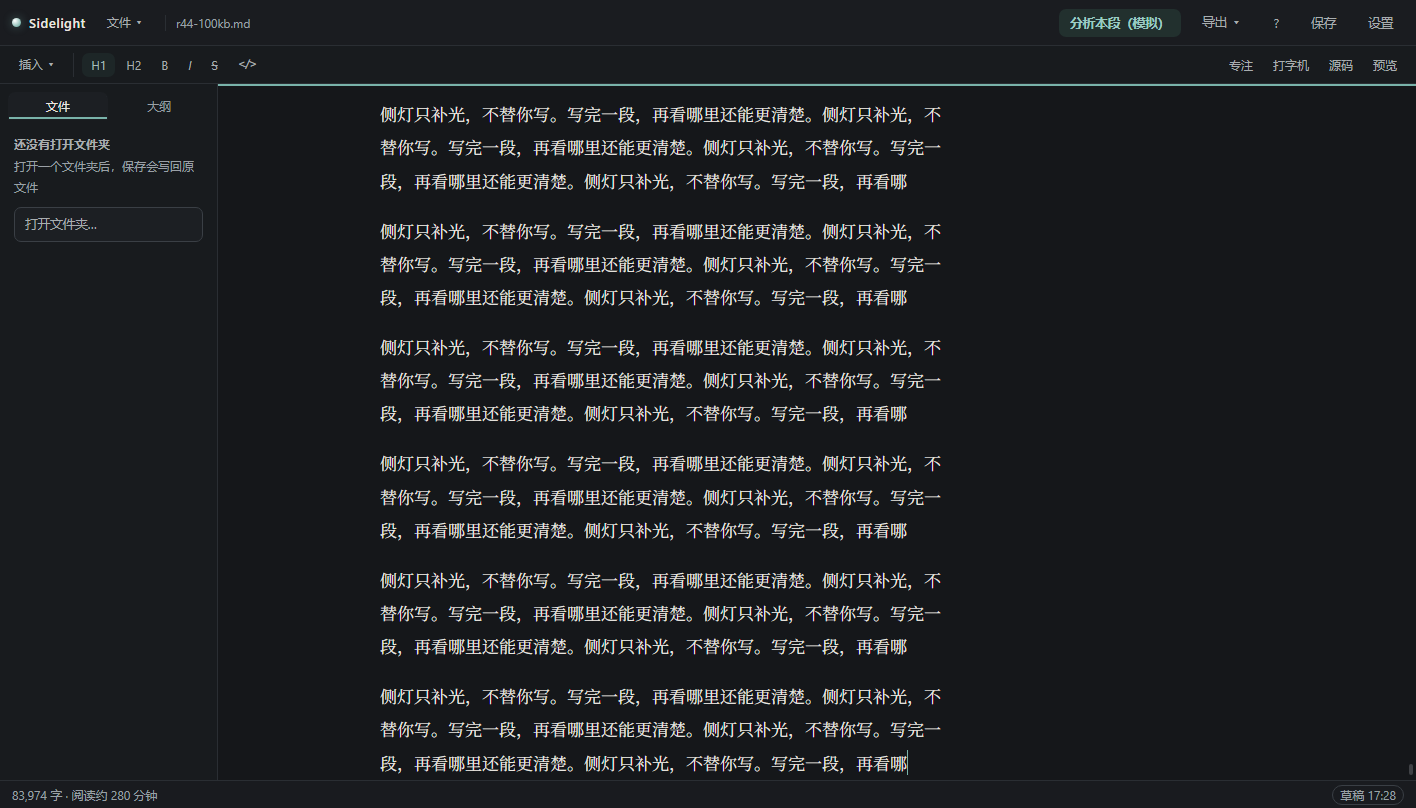 Sidelight 文件 r44-100kb.md 分析本段（模拟） 导出 ? 保存 设置
插入 H1 H2 B I S </> 专注 打字机 源码 预览
文件 大纲
还没有打开文件夹
打开一个文件夹后，保存会写回原
文件
打开文件夹...
侧灯只补光，不替你写。写完一段，再看哪里还能更清楚。侧灯只补光，不
替你写。写完一段，再看哪里还能更清楚。侧灯只补光，不替你写。写完一
段，再看哪里还能更清楚。侧灯只补光，不替你写。写完一段，再看哪
侧灯只补光，不替你写。写完一段，再看哪里还能更清楚。侧灯只补光，不
替你写。写完一段，再看哪里还能更清楚。侧灯只补光，不替你写。写完一
段，再看哪里还能更清楚。侧灯只补光，不替你写。写完一段，再看哪
侧灯只补光，不替你写。写完一段，再看哪里还能更清楚。侧灯只补光，不
替你写。写完一段，再看哪里还能更清楚。侧灯只补光，不替你写。写完一
段，再看哪里还能更清楚。侧灯只补光，不替你写。写完一段，再看哪
侧灯只补光，不替你写。写完一段，再看哪里还能更清楚。侧灯只补光，不
替你写。写完一段，再看哪里还能更清楚。侧灯只补光，不替你写。写完一
段，再看哪里还能更清楚。侧灯只补光，不替你写。写完一段，再看哪
侧灯只补光，不替你写。写完一段，再看哪里还能更清楚。侧灯只补光，不
替你写。写完一段，再看哪里还能更清楚。侧灯只补光，不替你写。写完一
段，再看哪里还能更清楚。侧灯只补光，不替你写。写完一段，再看哪
侧灯只补光，不替你写。写完一段，再看哪里还能更清楚。侧灯只补光，不
替你写。写完一段，再看哪里还能更清楚。侧灯只补光，不替你写。写完一
段，再看哪里还能更清楚。侧灯只补光，不替你写。写完一段，再看哪
83,974 字 · 阅读约 280 分钟 草稿 17:28